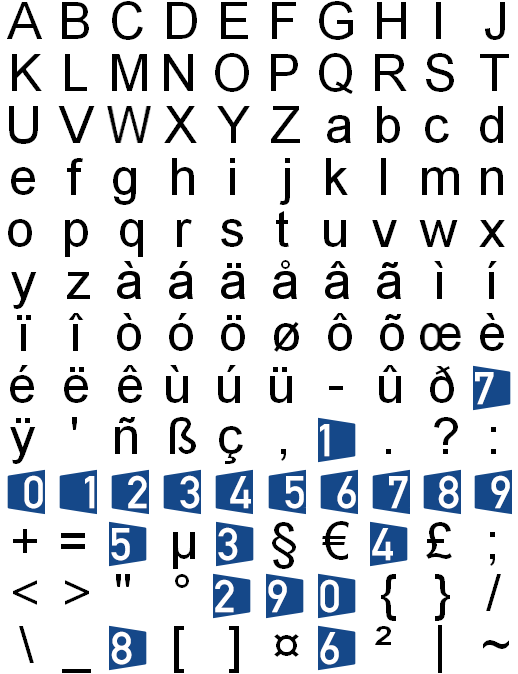 A B C D E F G H I J
K L M N O P Q R S T
U V W X Y Z a b c d
e f g h i j k l m n
o p q r s t u v w x
y z à á ä å â ã ì í
ï î ò ó ö ø ô õ œ è
é ë ê ù ú ü - û ð 7
ÿ ' ñ ß ç , 1 . ? :
0 1 2 3 4 5 6 7 8 9
+ = 5 µ 3 § € 4 £ ;
< > " ° 2 9 0 { } /
\ _ 8 [ ] ¤ 6 ² | ~